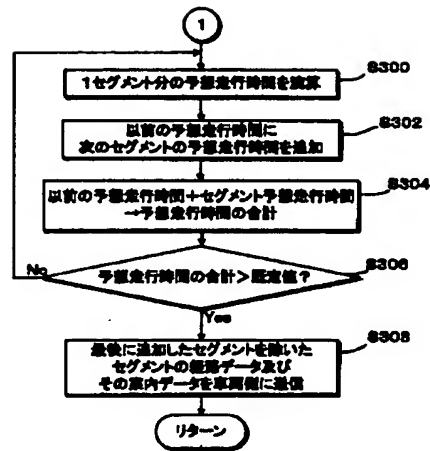 1
1セグメント分の予想走行時間を演算
S300
以前の予想走行時間に
次のセグメントの予想走行時間を追加
S302
以前の予想走行時間+セグメント予想走行時間
→予想走行時間の合計
S304
予想走行時間の合計>既定値?
S306
No
Yes
最後に追加したセグメントを除いた
セグメントの経路データ及び
その案内データを車両側に送信
S308
リターン